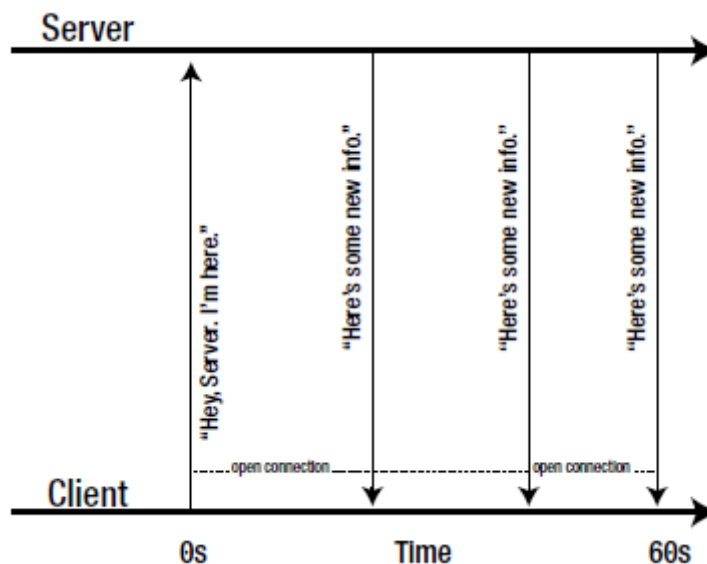 Server
“Hey, Server. I'm here.”
“Here's some new info.”
“Here's some new info.”
“Here's some new info.”
open connection
open connection
Client
0s
Time
60s